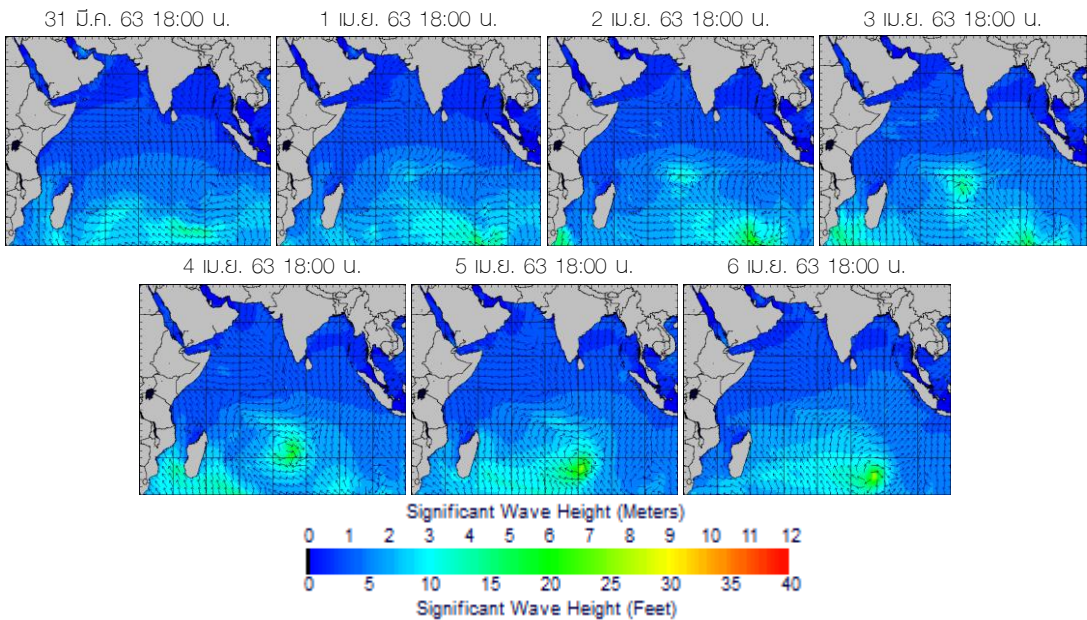 31 มี.ค. 63 18:00 น.
1 เม.ย. 63 18:00 น.
2 เม.ย. 63 18:00 น.
3 เม.ย. 63 18:00 น.
4 เม.ย. 63 18:00 น.
5 เม.ย. 63 18:00 น.
6 เม.ย. 63 18:00 น.
Significant Wave Height (Meters)
0 1 2 3 4 5 6 7 8 9 10 11 12
0 5 10 15 20 25 30 35 40
Significant Wave Height (Feet)